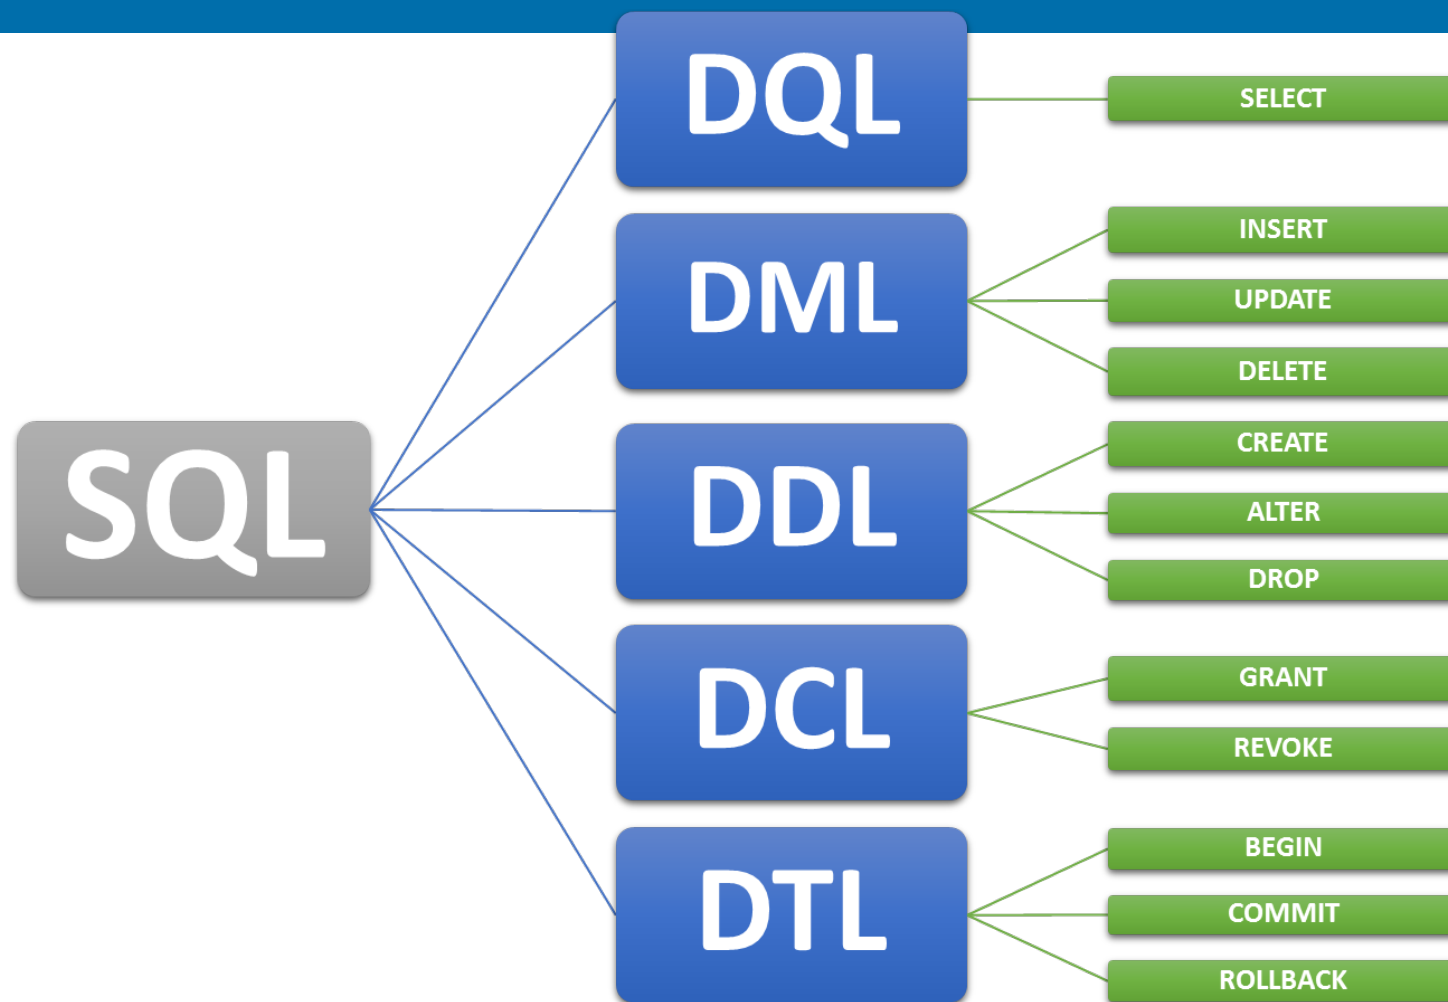 SQL
DQL
SELECT
DML
INSERT
UPDATE
DELETE
DDL
CREATE
ALTER
DROP
DCL
GRANT
REVOKE
DTL
BEGIN
COMMIT
ROLLBACK